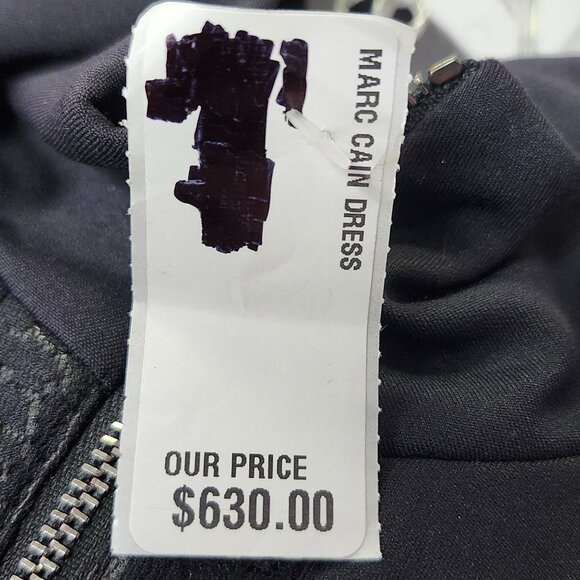 MARC CAIN DRESS
OUR PRICE
$630.00